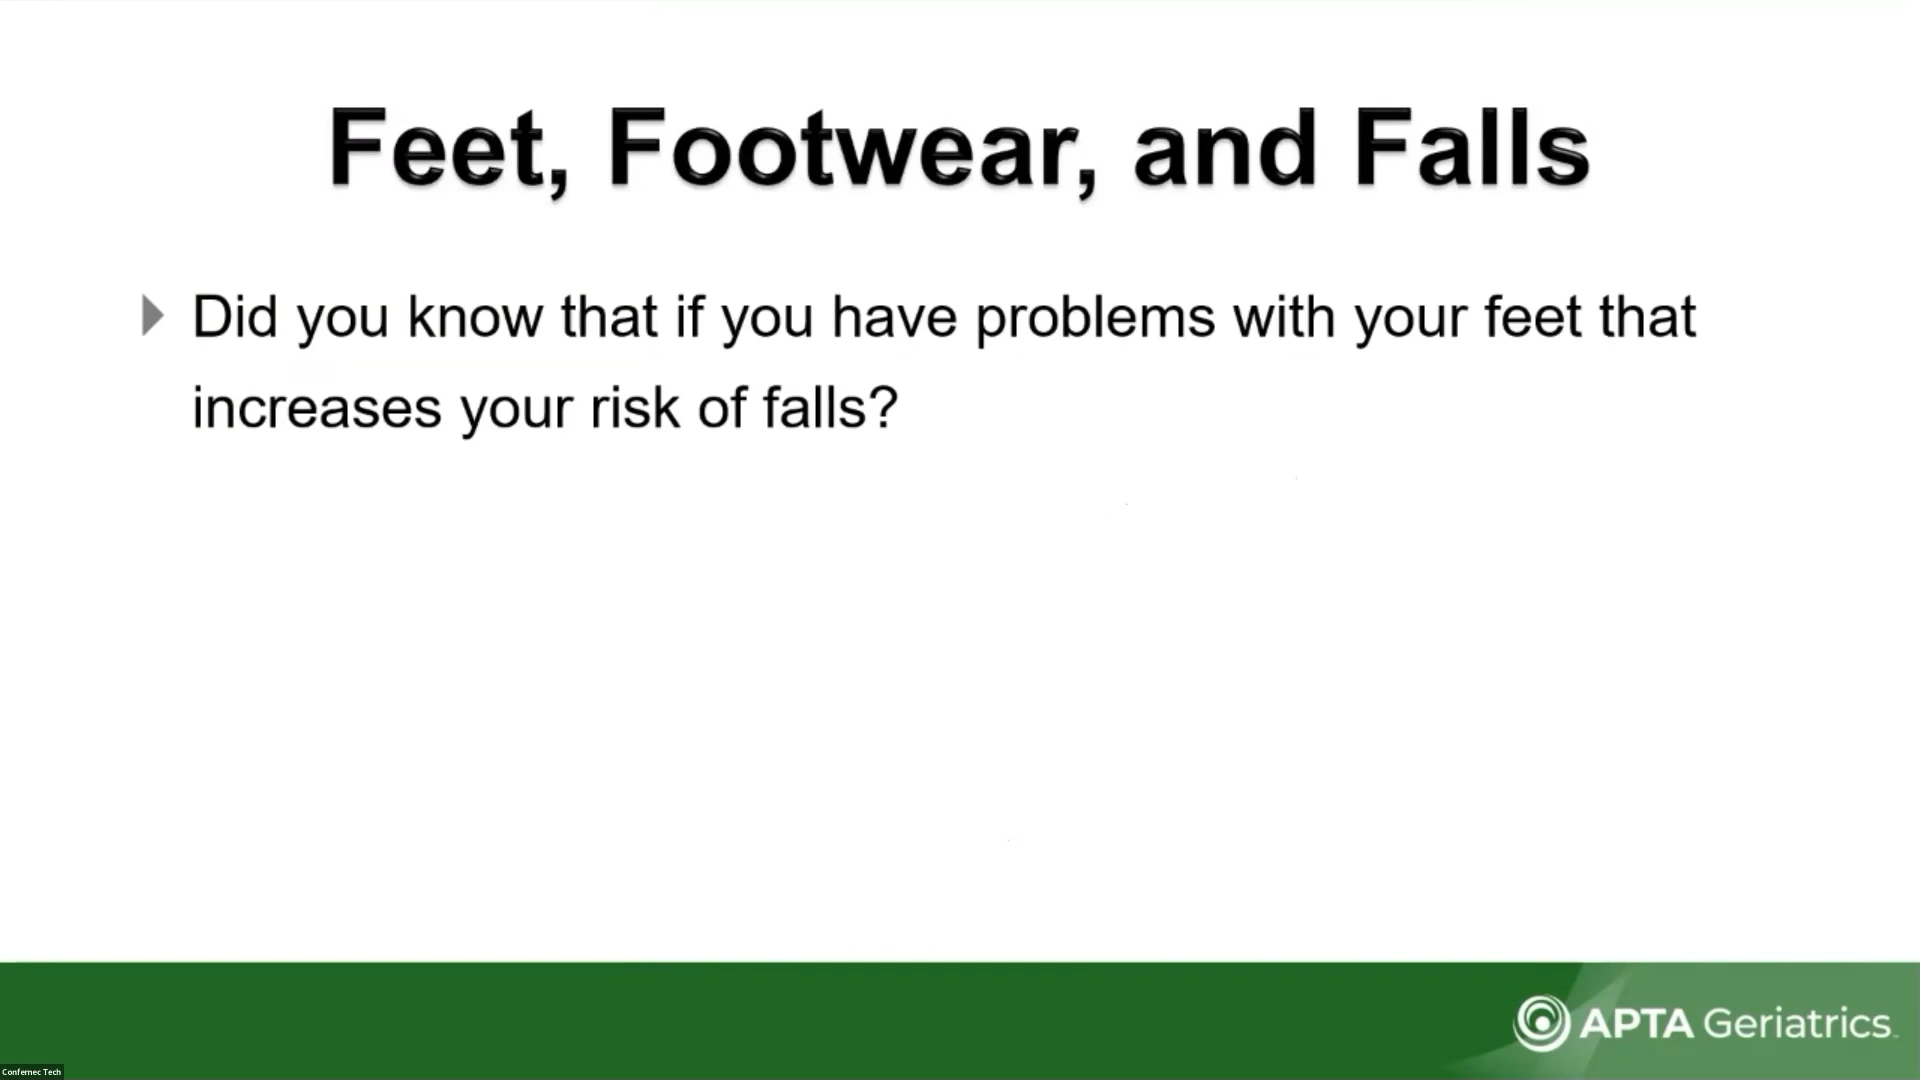 Feet, Footwear, and Falls
Did you know that if you have problems with your feet that
increases your risk of falls?
APTA Geriatrics
Confernec Tech